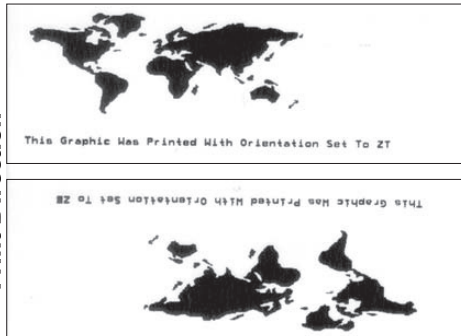 This Graphic Was Printed With Orientation Set To ZT
This Graphic Was Printed With Orientation Set To ZB